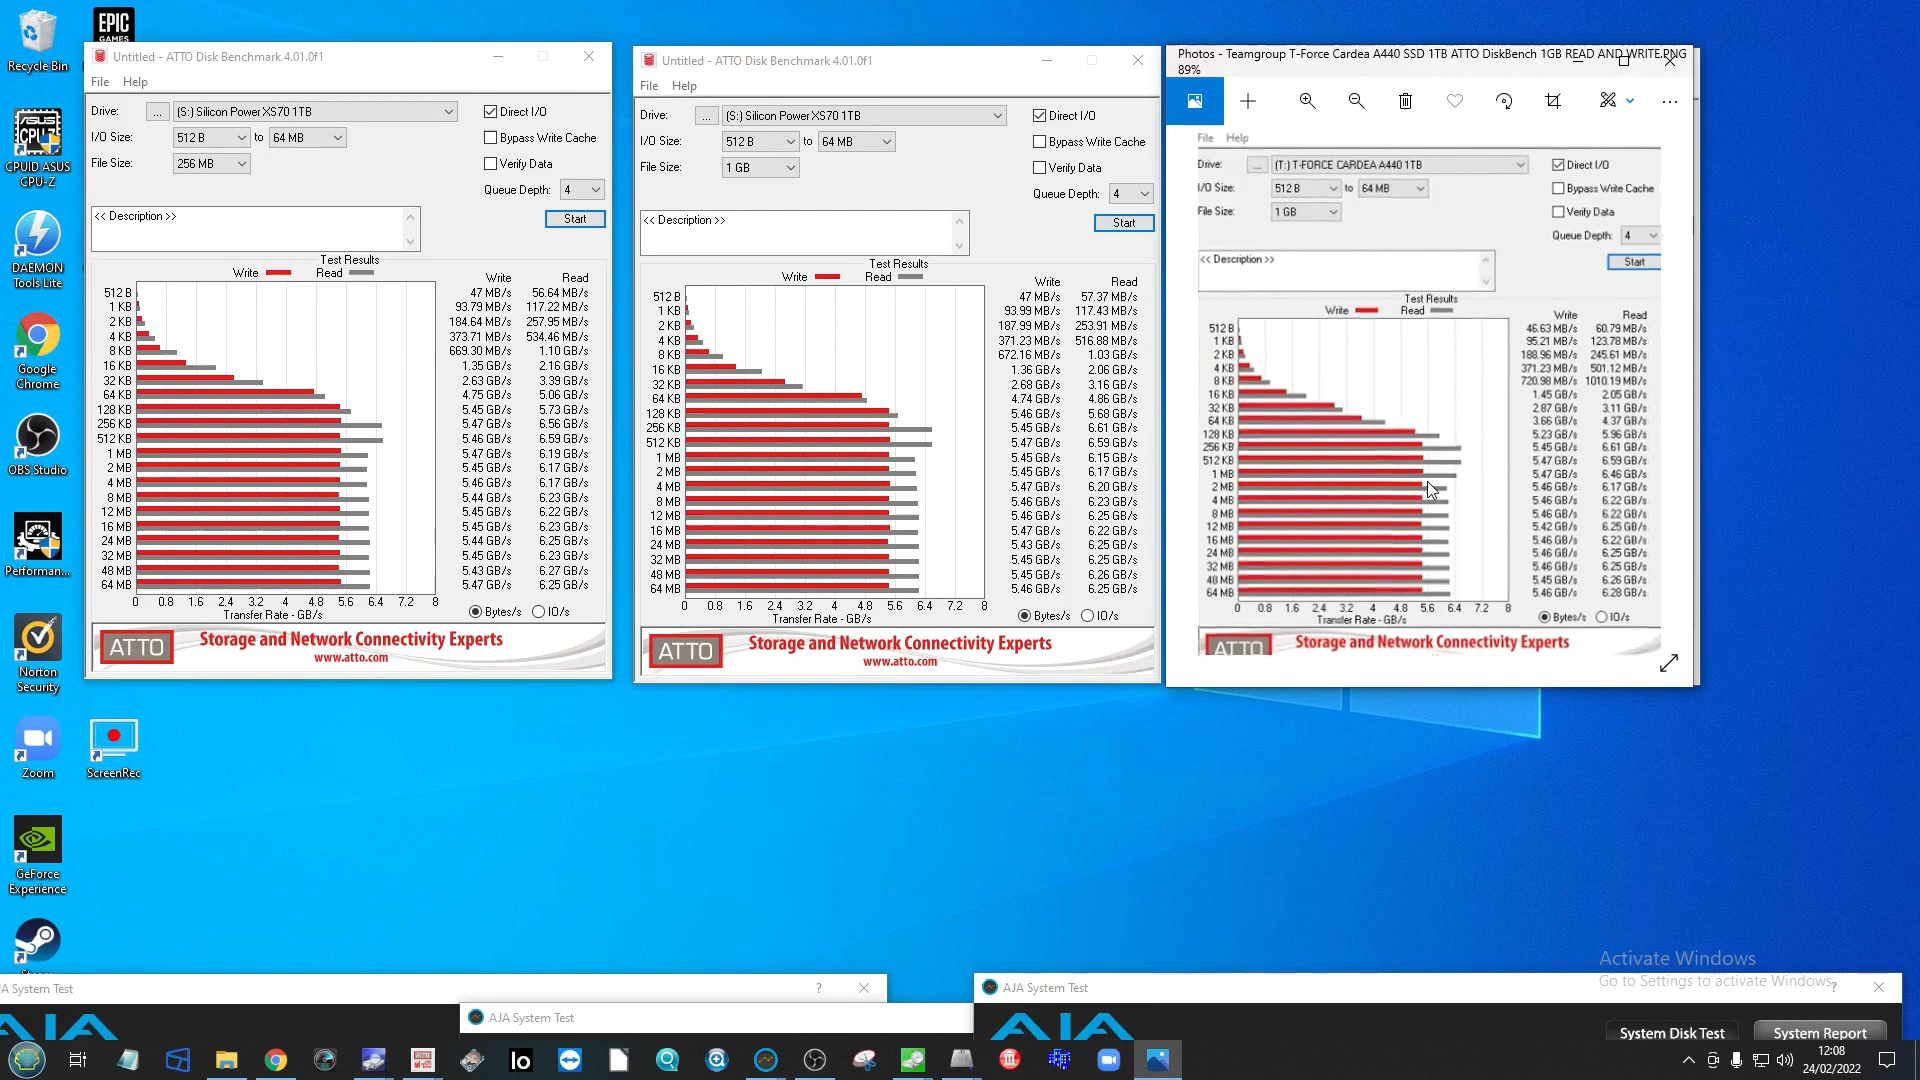 Recycle Bin
EPIC GAMES
CPUID ASUS CPU-Z
DAEMON Tools Lite
Google Chrome
OBS Studio
Performan...
Norton Security
Zoom
ScreenRec
GeForce Experience
Untitled - ATTO Disk Benchmark 4.01.0f1
File Help
Drive: ... (S:) Silicon Power XS70 1TB
Direct I/O
I/O Size: 512 B to 64 MB
Bypass Write Cache
File Size: 256 MB
Verify Data
Queue Depth: 4
<< Description >>
Start
Test Results
Write Read
Write Read
512 B 47 MB/s 56.64 MB/s
1 KB 93.79 MB/s 117.22 MB/s
2 KB 184.64 MB/s 257.95 MB/s
4 KB 373.71 MB/s 534.46 MB/s
8 KB 669.30 MB/s 1.10 GB/s
16 KB 1.35 GB/s 2.16 GB/s
32 KB 2.63 GB/s 3.39 GB/s
64 KB 4.75 GB/s 5.06 GB/s
128 KB 5.45 GB/s 5.73 GB/s
256 KB 5.47 GB/s 6.56 GB/s
512 KB 5.46 GB/s 6.59 GB/s
1 MB 5.47 GB/s 6.19 GB/s
2 MB 5.45 GB/s 6.17 GB/s
4 MB 5.46 GB/s 6.17 GB/s
8 MB 5.44 GB/s 6.23 GB/s
12 MB 5.45 GB/s 6.22 GB/s
16 MB 5.45 GB/s 6.23 GB/s
24 MB 5.44 GB/s 6.25 GB/s
32 MB 5.45 GB/s 6.23 GB/s
48 MB 5.43 GB/s 6.27 GB/s
64 MB 5.47 GB/s 6.25 GB/s
0 0.8 1.6 2.4 3.2 4 4.8 5.6 6.4 7.2 8
Transfer Rate - GB/s
Bytes/s IO/s
ATTO Storage and Network Connectivity Experts
www.atto.com
Untitled - ATTO Disk Benchmark 4.01.0f1
File Help
Drive: ... (S:) Silicon Power XS70 1TB
Direct I/O
I/O Size: 512 B to 64 MB
Bypass Write Cache
File Size: 1 GB
Verify Data
Queue Depth: 4
<< Description >>
Start
Test Results
Write Read
Write Read
512 B 47 MB/s 57.37 MB/s
1 KB 93.99 MB/s 117.43 MB/s
2 KB 187.99 MB/s 253.91 MB/s
4 KB 371.23 MB/s 516.88 MB/s
8 KB 672.16 MB/s 1.03 GB/s
16 KB 1.36 GB/s 2.06 GB/s
32 KB 2.68 GB/s 3.16 GB/s
64 KB 4.74 GB/s 4.86 GB/s
128 KB 5.46 GB/s 5.68 GB/s
256 KB 5.45 GB/s 6.61 GB/s
512 KB 5.47 GB/s 6.59 GB/s
1 MB 5.45 GB/s 6.15 GB/s
2 MB 5.45 GB/s 6.17 GB/s
4 MB 5.47 GB/s 6.20 GB/s
8 MB 5.46 GB/s 6.23 GB/s
12 MB 5.46 GB/s 6.25 GB/s
16 MB 5.47 GB/s 6.22 GB/s
24 MB 5.43 GB/s 6.25 GB/s
32 MB 5.45 GB/s 6.25 GB/s
48 MB 5.45 GB/s 6.26 GB/s
64 MB 5.46 GB/s 6.25 GB/s
0 0.8 1.6 2.4 3.2 4 4.8 5.6 6.4 7.2 8
Transfer Rate - GB/s
Bytes/s IO/s
ATTO Storage and Network Connectivity Experts
www.atto.com
Photos - Teamgroup T-Force Cardea A440 SSD 1TB ATTO DiskBench 1GB READ AND WRITE.PNG
89%
File Help
Drive: ... (T:) T-FORCE CARDEA A440 1TB
Direct I/O
I/O Size: 512 B to 64 MB
Bypass Write Cache
File Size: 1 GB
Verify Data
Queue Depth: 4
<< Description >>
Start
Test Results
Write Read
Write Read
512 B 46.63 MB/s 60.79 MB/s
1 KB 95.21 MB/s 123.78 MB/s
2 KB 188.96 MB/s 245.61 MB/s
4 KB 371.23 MB/s 501.12 MB/s
8 KB 720.98 MB/s 1010.19 MB/s
16 KB 1.45 GB/s 2.05 GB/s
32 KB 2.87 GB/s 3.11 GB/s
64 KB 3.66 GB/s 4.37 GB/s
128 KB 5.23 GB/s 5.96 GB/s
256 KB 5.45 GB/s 6.61 GB/s
512 KB 5.47 GB/s 6.59 GB/s
1 MB 5.47 GB/s 6.46 GB/s
2 MB 5.46 GB/s 6.17 GB/s
4 MB 5.46 GB/s 6.22 GB/s
8 MB 5.46 GB/s 6.22 GB/s
12 MB 5.42 GB/s 6.25 GB/s
16 MB 5.46 GB/s 6.22 GB/s
24 MB 5.46 GB/s 6.25 GB/s
32 MB 5.46 GB/s 6.25 GB/s
48 MB 5.45 GB/s 6.26 GB/s
64 MB 5.46 GB/s 6.28 GB/s
0 0.8 1.6 2.4 3.2 4 4.8 5.6 6.4 7.2 8
Transfer Rate - GB/s
Bytes/s IO/s
ATTO Storage and Network Connectivity Experts
Activate Windows
Go to Settings to activate Windows.
JA System Test ?
AJA System Test
AJA System Test ?
AJA
AJA
System Disk Test System Report
Io
12:08
24/02/2022